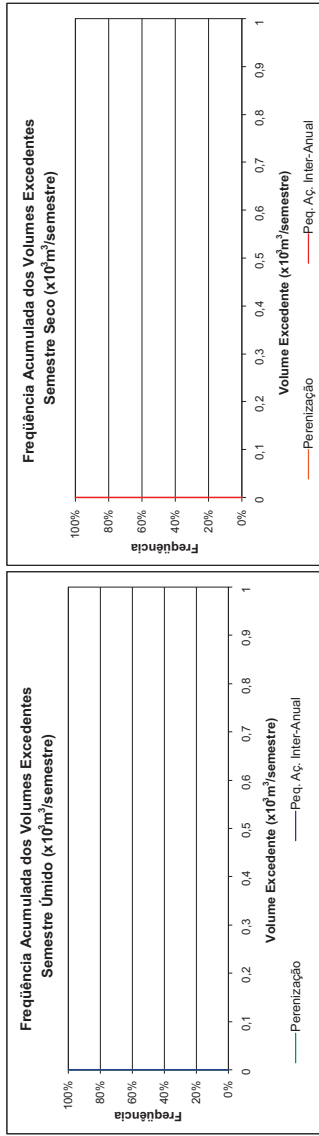 Freqüência Acumulada dos Volumes Excedentes
Semestre Úmido (x10³m³/semestre)
Freqüência
100%
80%
60%
40%
20%
0%
0 0,1 0,2 0,3 0,4 0,5 0,6 0,7 0,8 0,9 1
Volume Excedente (x10³m³/semestre)
Perenização Peq. Aç. Inter-Anual
Freqüência Acumulada dos Volumes Excedentes
Semestre Seco (x10³m³/semestre)
Freqüência
100%
80%
60%
40%
20%
0%
0 0,1 0,2 0,3 0,4 0,5 0,6 0,7 0,8 0,9 1
Volume Excedente (x10³m³/semestre)
Perenização Peq. Aç. Inter-Anual